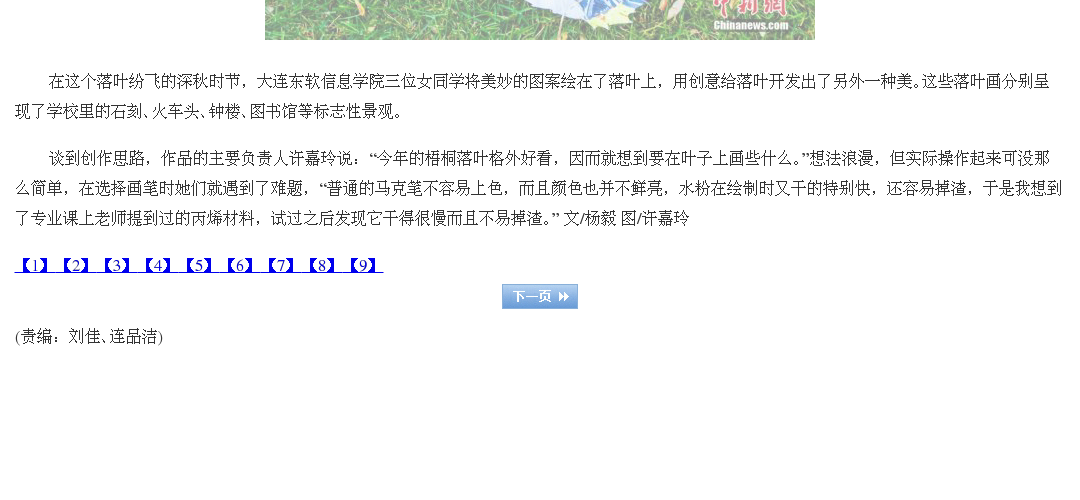 中新网
Chinanews.com
在这个落叶纷飞的深秋时节，大连东软信息学院三位女同学将美妙的图案绘在了落叶上，用创意给落叶开发出了另外一种美。这些落叶画分别呈
现了学校里的石刻、火车头、钟楼、图书馆等标志性景观。
谈到创作思路，作品的主要负责人许嘉玲说：“今年的梧桐落叶格外好看，因而就想到要在叶子上画些什么。”想法浪漫，但实际操作起来可没那
么简单，在选择画笔时她们就遇到了难题，“普通的马克笔不容易上色，而且颜色也并不鲜亮，水粉在绘制时又干的特别快，还容易掉渣，于是我想到
了专业课上老师提到过的丙烯材料，试过之后发现它干得很慢而且不易掉渣。” 文/杨毅 图/许嘉玲
【1】 【2】 【3】 【4】 【5】 【6】 【7】 【8】 【9】
下一页
(责编：刘佳、连品洁)